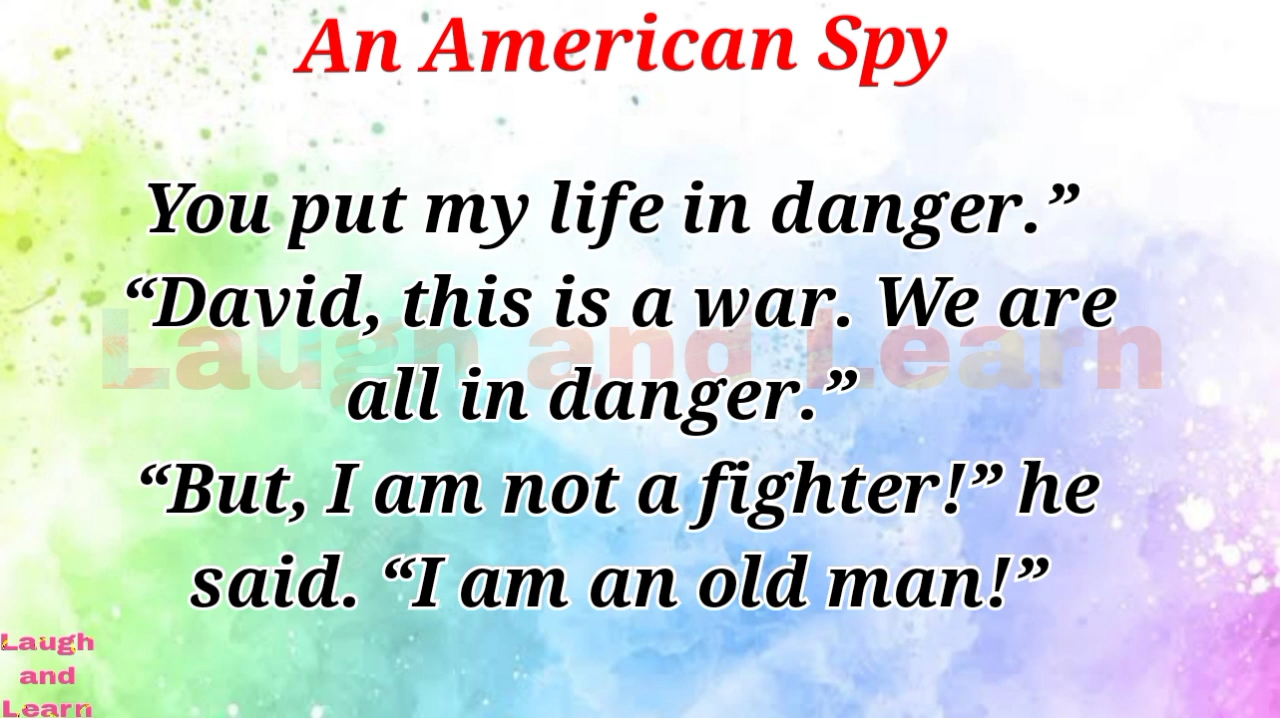 An American Spy
You put my life in danger.”
“David, this is a war. We are
all in danger.”
“But, I am not a fighter!” he
said. “I am an old man!”
Laugh and Learn
Laugh
and
Learn